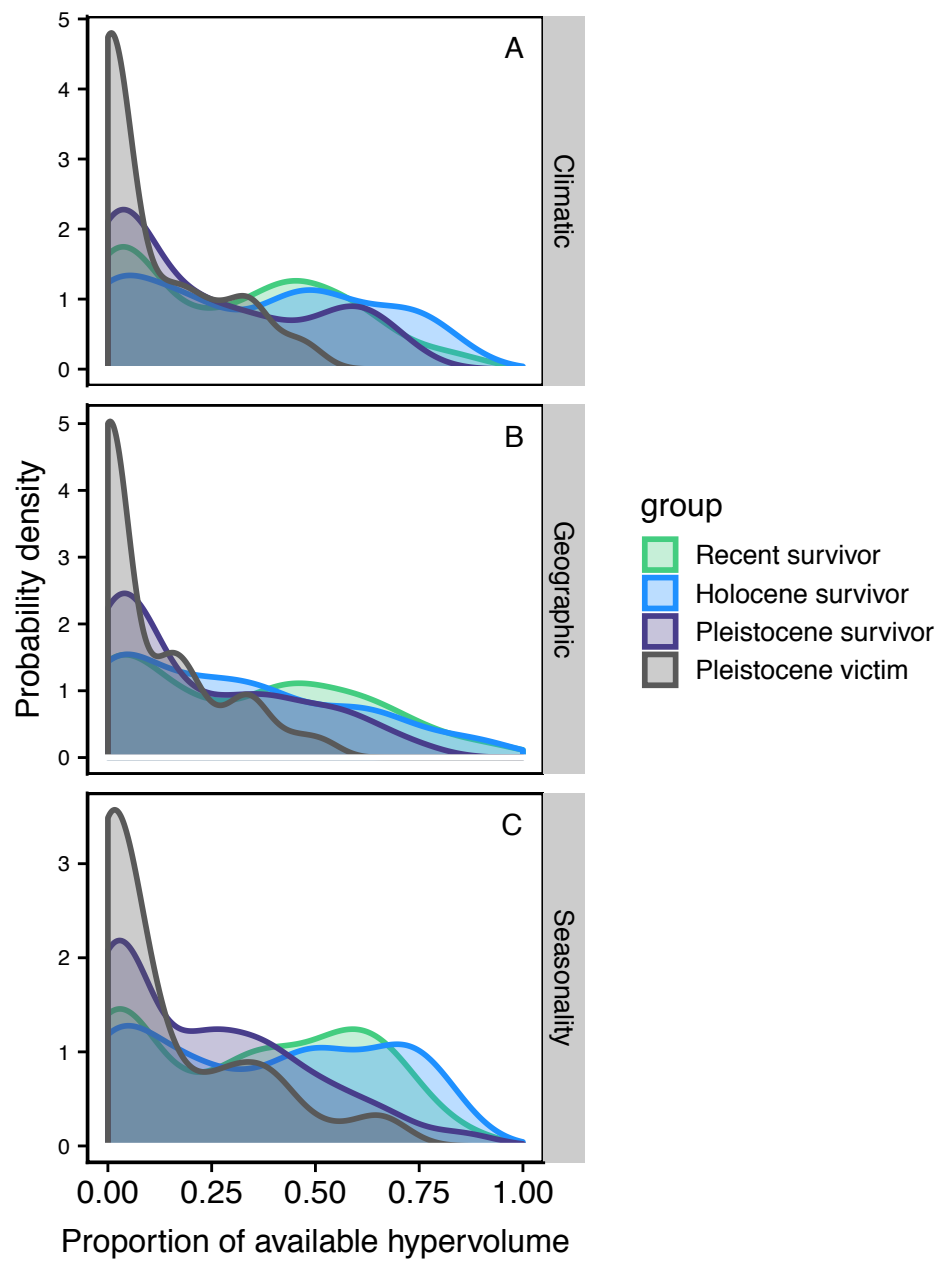 5
4
3
2
1
0
A
Climatic
5
4
3
2
1
0
B
Geographic
3
2
1
0
C
Seasonality
Probability density
0.00 0.25 0.50 0.75 1.00
Proportion of available hypervolume
group
Recent survivor
Holocene survivor
Pleistocene survivor
Pleistocene victim